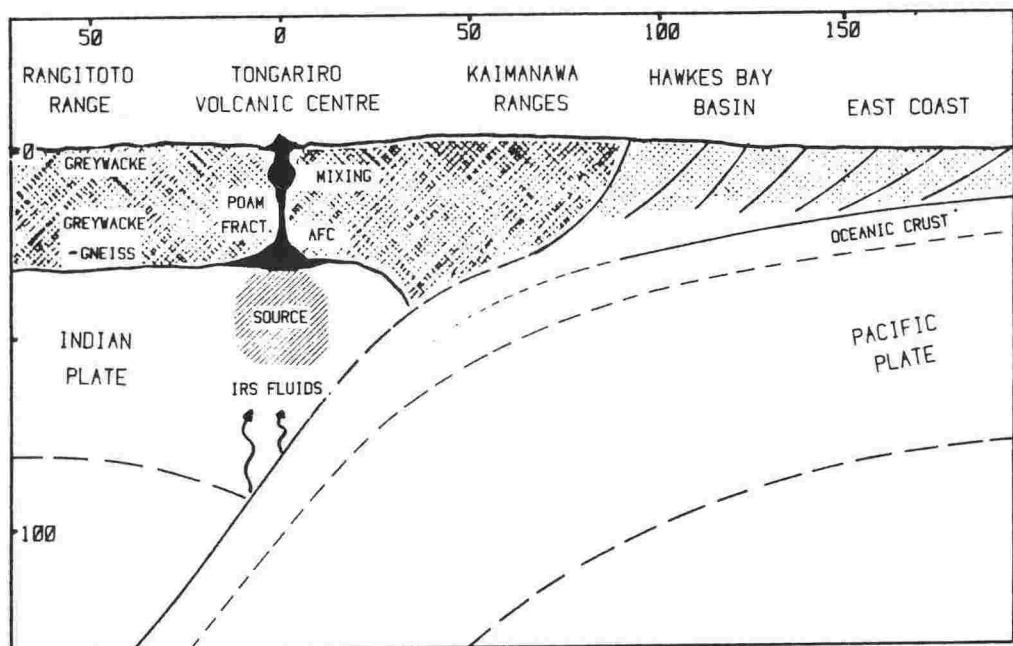 50 0 50 100 150
RANGITOTO RANGE
TONGARIRO VOLCANIC CENTRE
KAIMANAWA RANGES
HAWKES BAY BASIN
EAST COAST
0
GREYWACKE
MIXING
POAM FRACT.
GREYWACKE -GNEISS
AFC
OCEANIC CRUST
SOURCE
INDIAN PLATE
PACIFIC PLATE
IRS FLUIDS
100